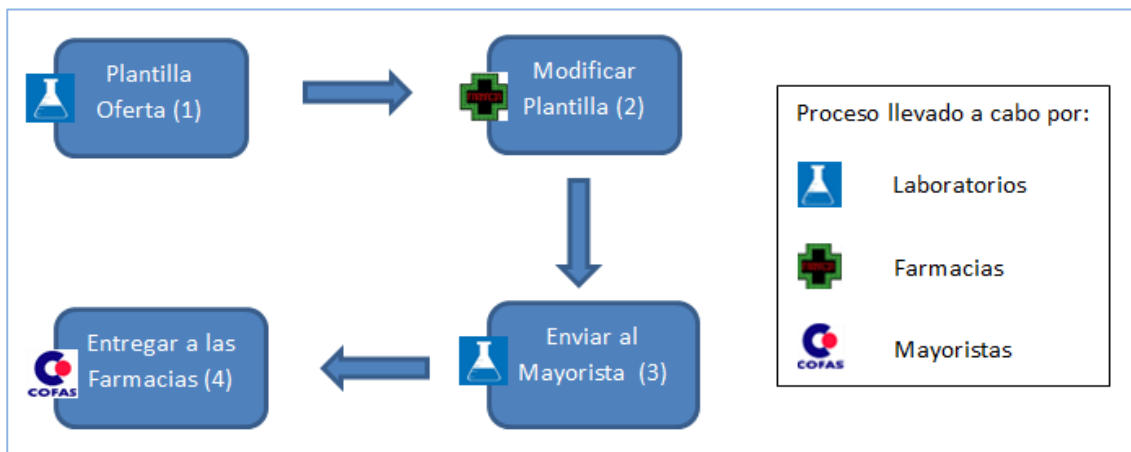 Plantilla
Oferta (1)
Modificar
Plantilla (2)
Enviar al
Mayorista (3)
Entregar a las
Farmacias (4)
COFAS
Proceso llevado a cabo por:
Laboratorios
Farmacias
COFAS
Mayoristas